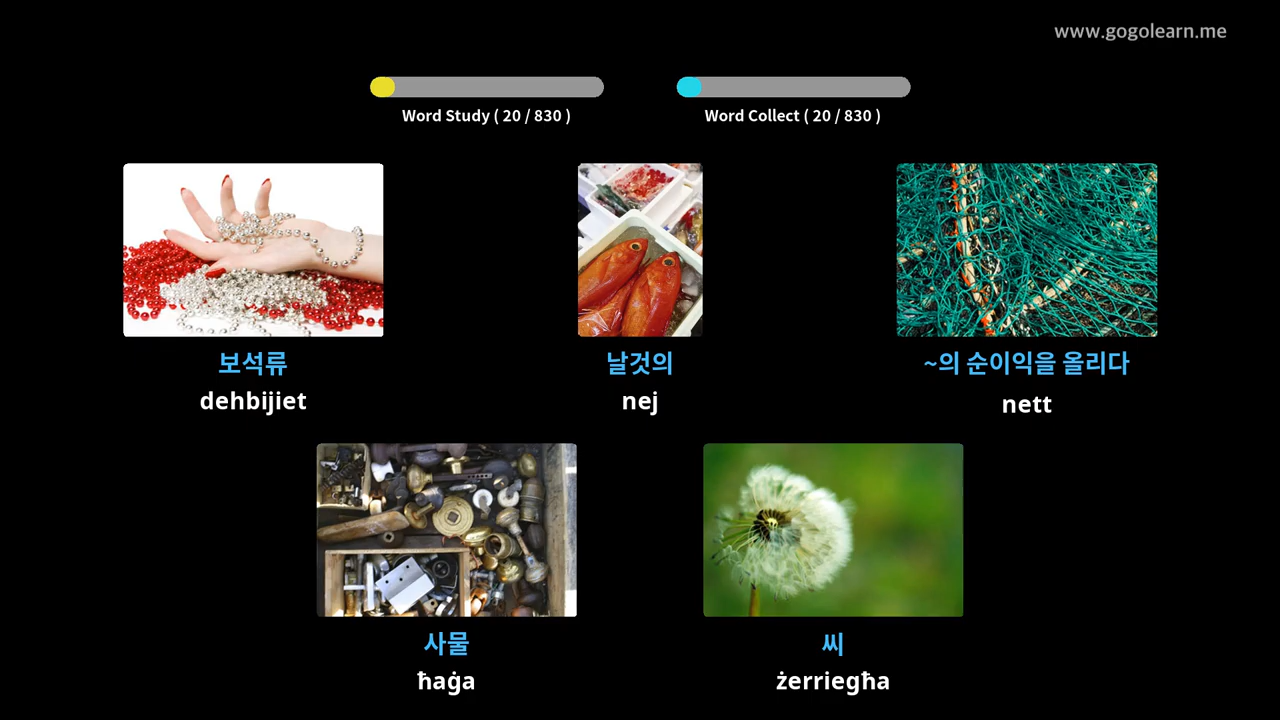 www.gogolearn.me
Word Study ( 20 / 830 )
Word Collect ( 20 / 830 )
보석류
dehbijiet
날것의
nej
~의 순이익을 올리다
nett
사물
ħaġa
씨
żerriegħa